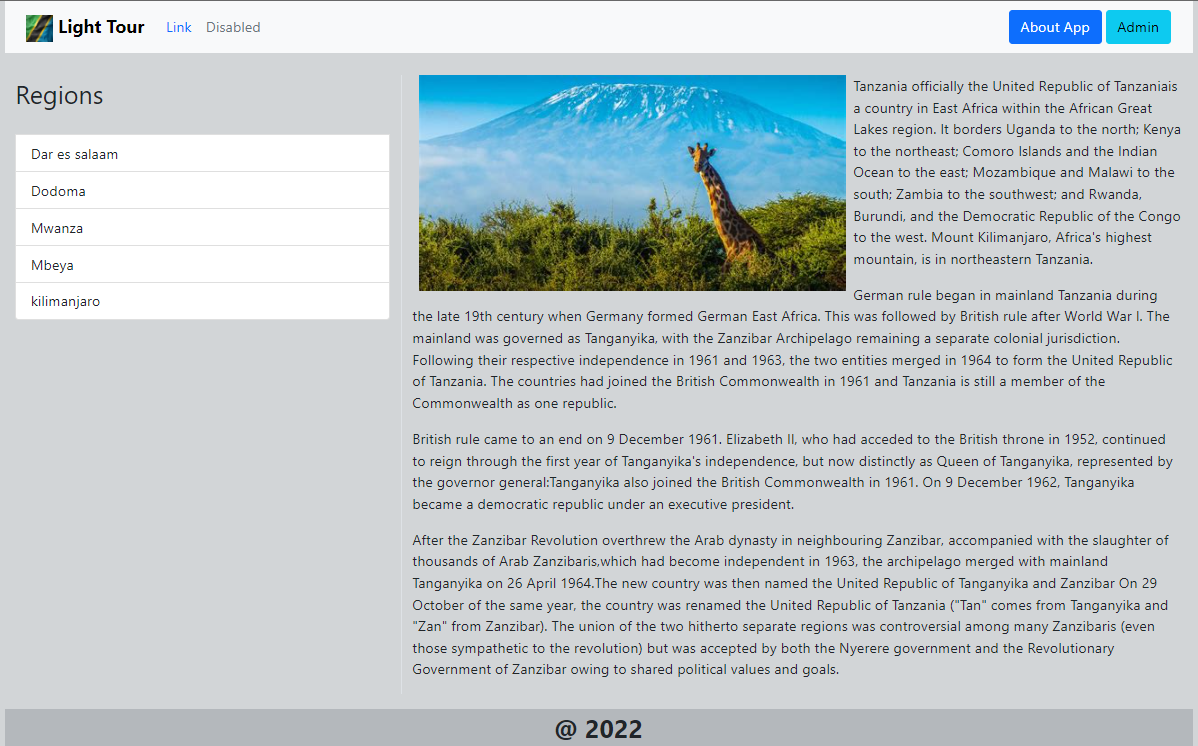 Light Tour Link Disabled About App Admin
Regions
Dar es salaam
Dodoma
Mwanza
Mbeya
kilimanjaro
Tanzania officially the United Republic of Tanzaniais
a country in East Africa within the African Great
Lakes region. It borders Uganda to the north; Kenya
to the northeast; Comoro Islands and the Indian
Ocean to the east; Mozambique and Malawi to the
south; Zambia to the southwest; and Rwanda,
Burundi, and the Democratic Republic of the Congo
to the west. Mount Kilimanjaro, Africa's highest
mountain, is in northeastern Tanzania.
German rule began in mainland Tanzania during
the late 19th century when Germany formed German East Africa. This was followed by British rule after World War I. The
mainland was governed as Tanganyika, with the Zanzibar Archipelago remaining a separate colonial jurisdiction.
Following their respective independence in 1961 and 1963, the two entities merged in 1964 to form the United Republic
of Tanzania. The countries had joined the British Commonwealth in 1961 and Tanzania is still a member of the
Commonwealth as one republic.
British rule came to an end on 9 December 1961. Elizabeth II, who had acceded to the British throne in 1952, continued
to reign through the first year of Tanganyika's independence, but now distinctly as Queen of Tanganyika, represented by
the governor general:Tanganyika also joined the British Commonwealth in 1961. On 9 December 1962, Tanganyika
became a democratic republic under an executive president.
After the Zanzibar Revolution overthrew the Arab dynasty in neighbouring Zanzibar, accompanied with the slaughter of
thousands of Arab Zanzibaris,which had become independent in 1963, the archipelago merged with mainland
Tanganyika on 26 April 1964.The new country was then named the United Republic of Tanganyika and Zanzibar On 29
October of the same year, the country was renamed the United Republic of Tanzania ("Tan" comes from Tanganyika and
"Zan" from Zanzibar). The union of the two hitherto separate regions was controversial among many Zanzibaris (even
those sympathetic to the revolution) but was accepted by both the Nyerere government and the Revolutionary
Government of Zanzibar owing to shared political values and goals.
@ 2022